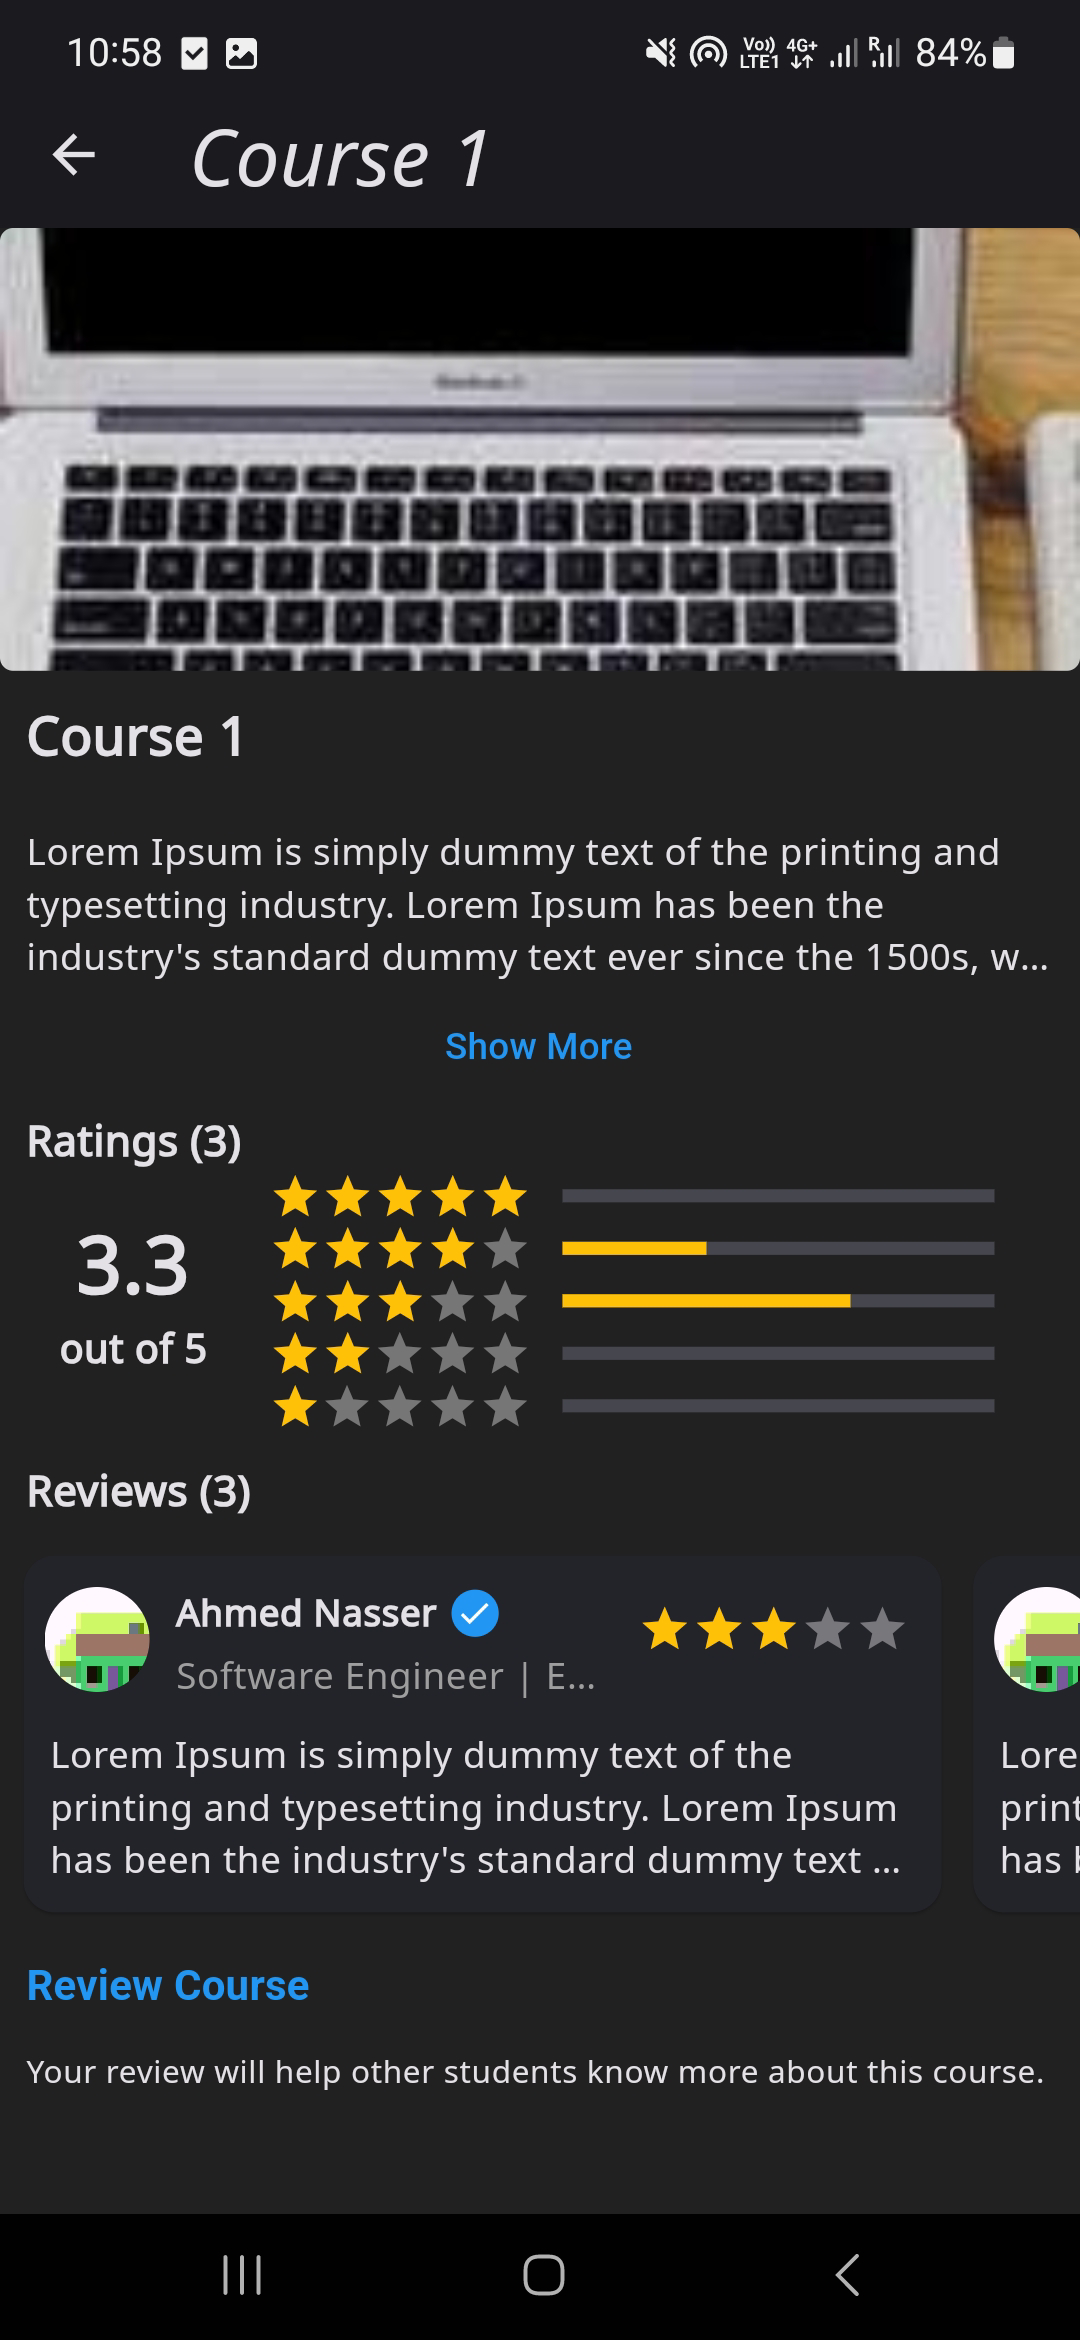 10:58
Vo)) LTE1 4G+ R 84%
Course 1
Course 1
Lorem Ipsum is simply dummy text of the printing and
typesetting industry. Lorem Ipsum has been the
industry's standard dummy text ever since the 1500s, w...
Show More
Ratings (3)
3.3
out of 5
Reviews (3)
Ahmed Nasser
Software Engineer | E...
Lorem Ipsum is simply dummy text of the
printing and typesetting industry. Lorem Ipsum
has been the industry's standard dummy text ...
Lore
print
has b
Review Course
Your review will help other students know more about this course.